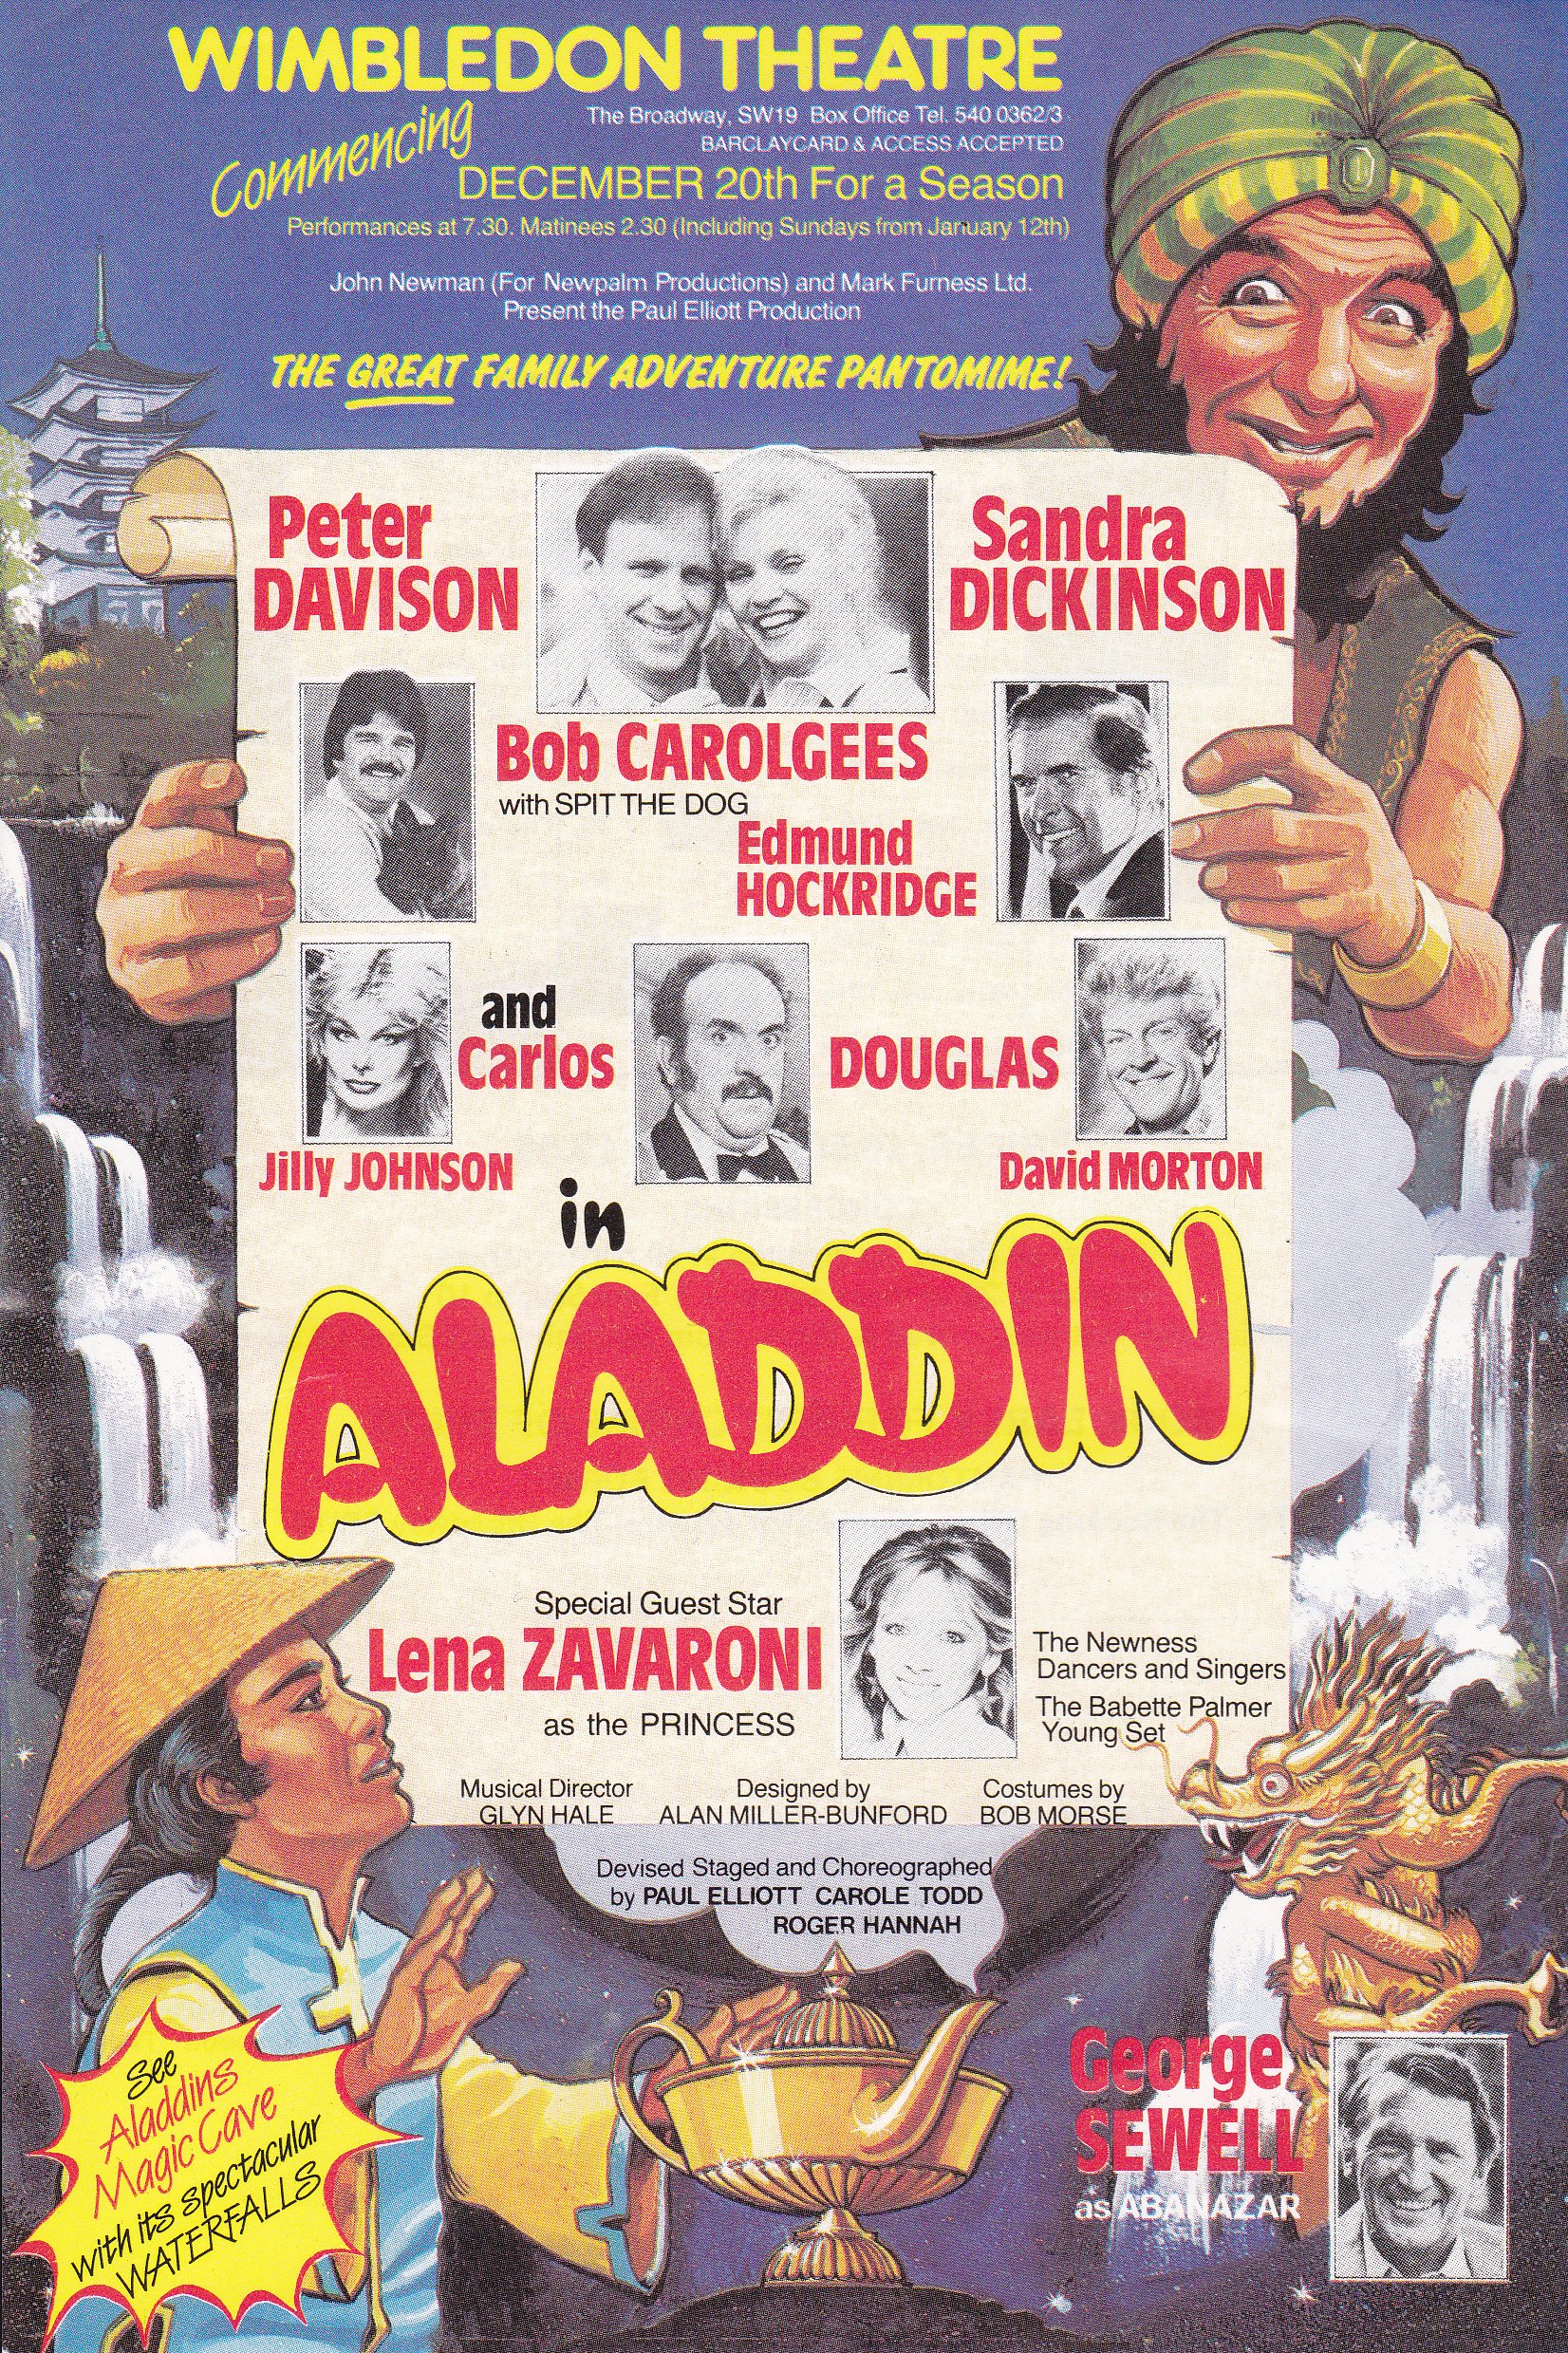 WIMBLEDON THEATRE
The Broadway, SW19 Box Office Tel. 540 0362/3
BARCLAYCARD & ACCESS ACCEPTED
Commencing
DECEMBER 20th For a Season
Performances at 7.30. Matinees 2.30 (Including Sundays from January 12th)
John Newman (For Newpalm Productions) and Mark Furness Ltd.
Present the Paul Elliott Production
THE GREAT FAMILY ADVENTURE PANTOMIME!
Peter
DAVISON
Sandra
DICKINSON
Bob CAROLGEES
with SPIT THE DOG
Edmund
HOCKRIDGE
and
Carlos
DOUGLAS
Jilly JOHNSON
David MORTON
in
ALADDIN
Special Guest Star
Lena ZAVARONI
as the PRINCESS
The Newness
Dancers and Singers
The Babette Palmer
Young Set
Musical Director
GLYN HALE
Designed by
ALAN MILLER-BUNFORD
Costumes by
BOB MORSE
Devised Staged and Choreographed
by PAUL ELLIOTT CAROLE TODD
ROGER HANNAH
See
Aladdins
Magic Cave
with its spectacular
WATERFALLS
George
SEWELL
as ABANAZAR